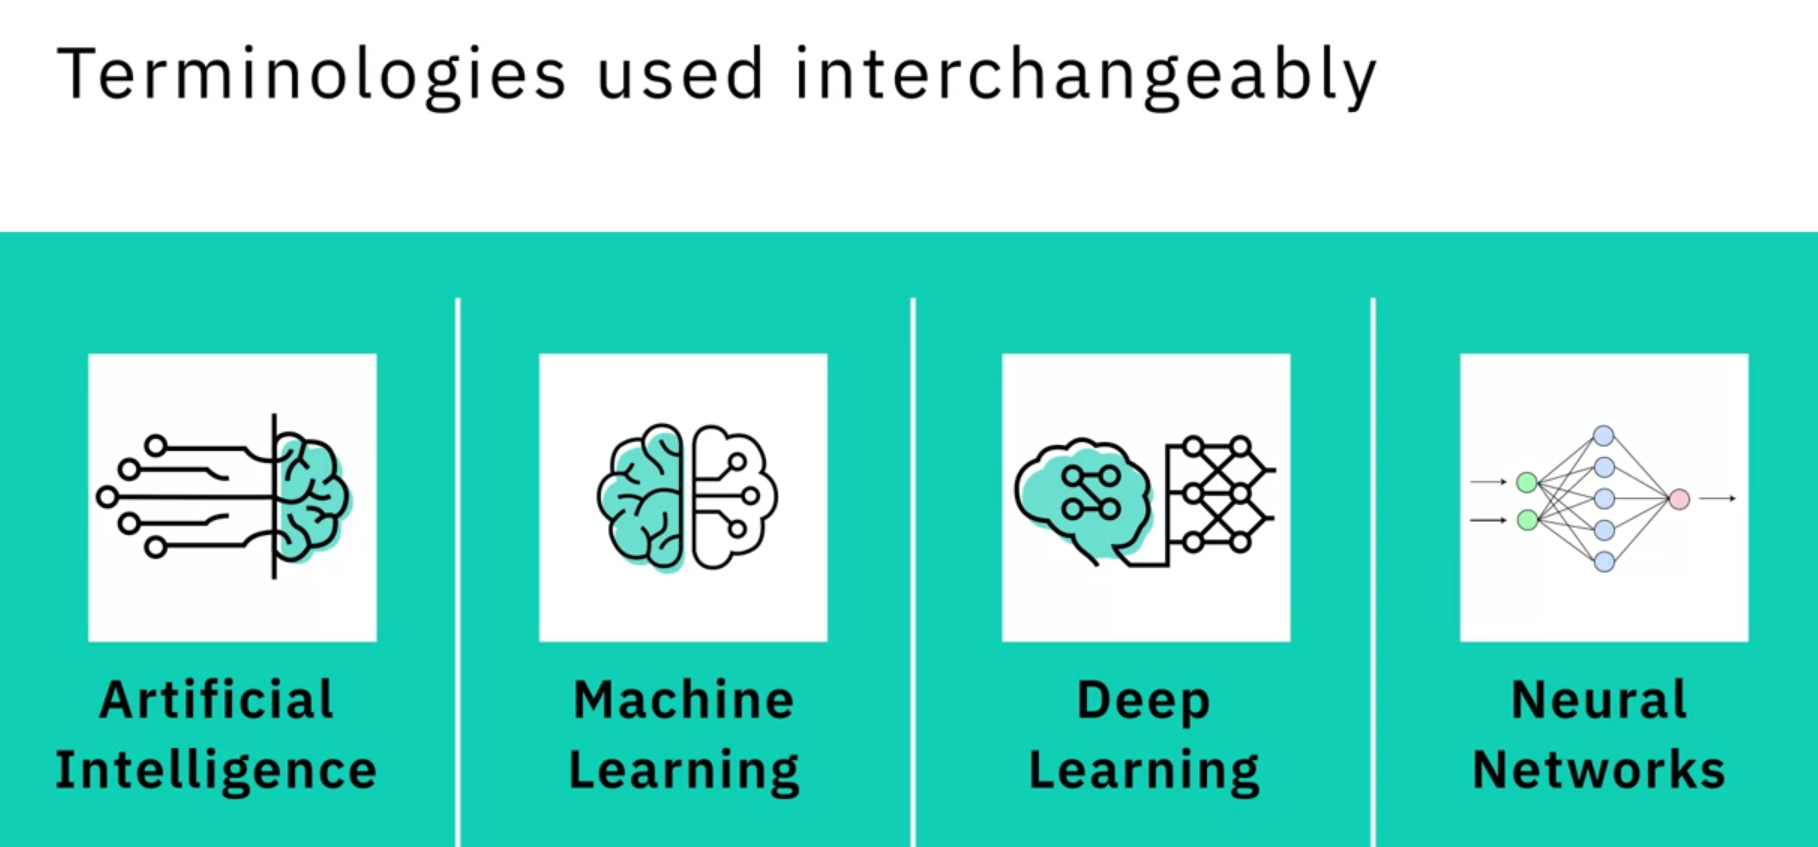 Terminologies used interchangeably
Artificial
Intelligence
Machine
Learning
Deep
Learning
Neural
Networks